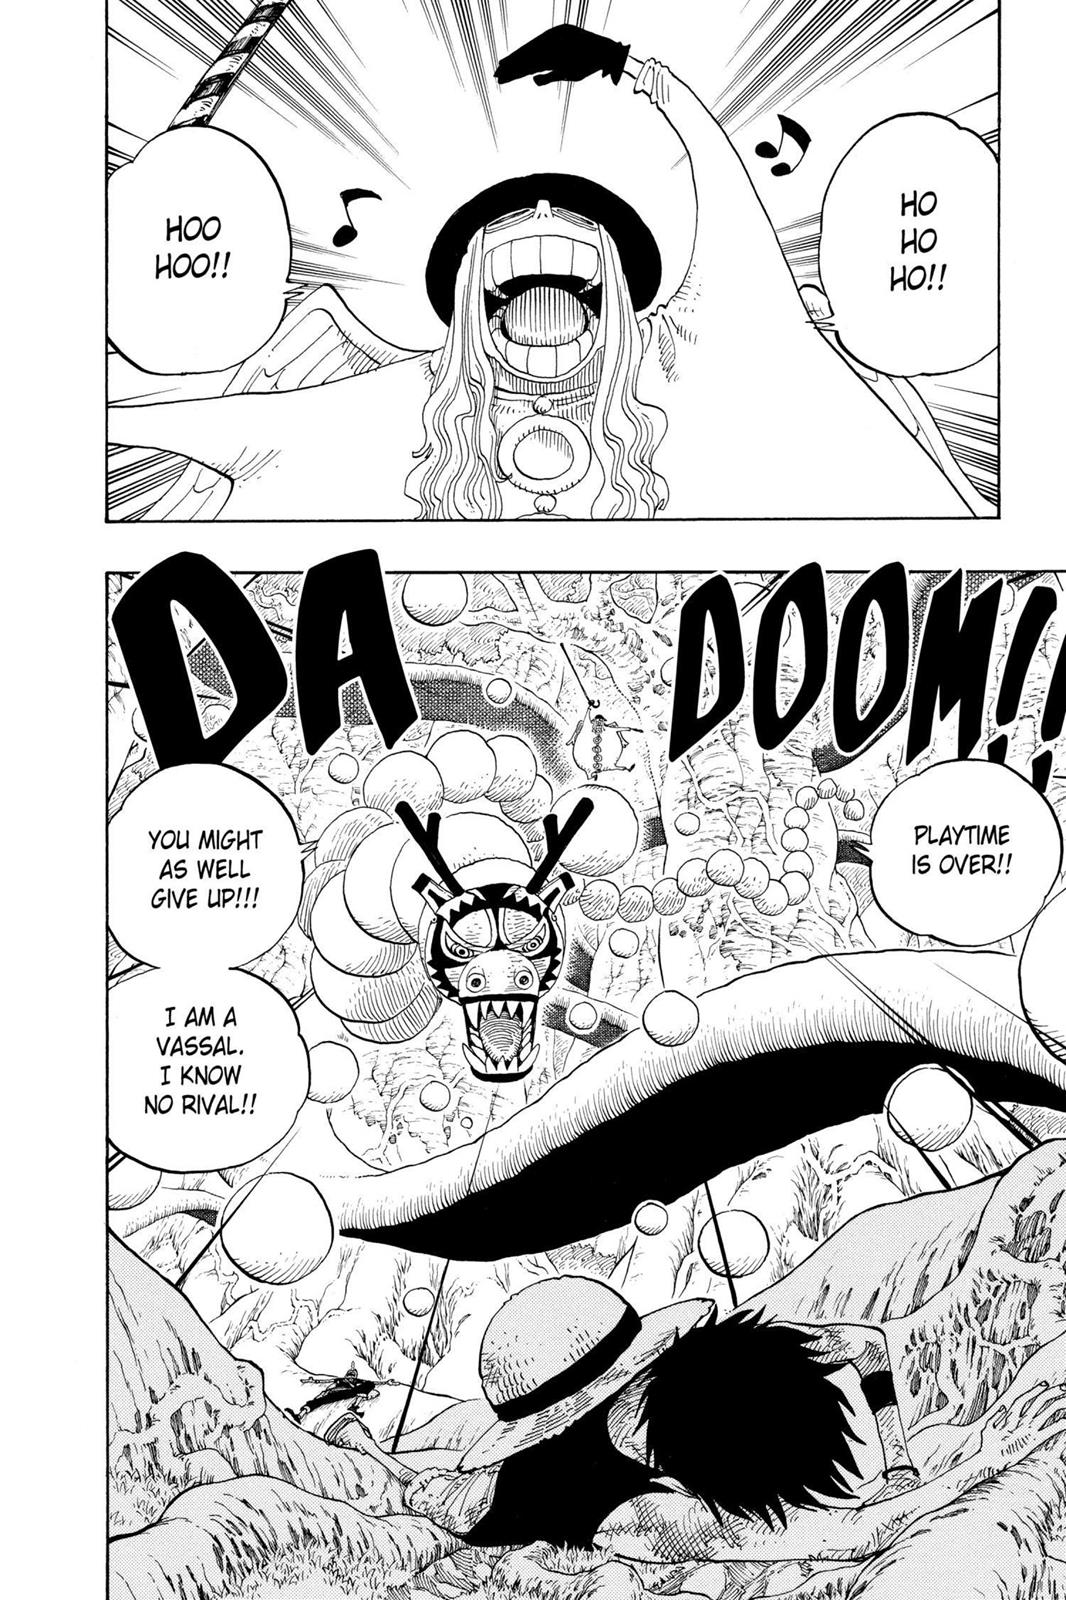 HO
HO
HO!!
HOO
HOO!!
DA DOOM!!!
PLAYTIME
IS OVER!!
YOU MIGHT
AS WELL
GIVE UP!!!
I AM A
VASSAL.
I KNOW
NO RIVAL!!